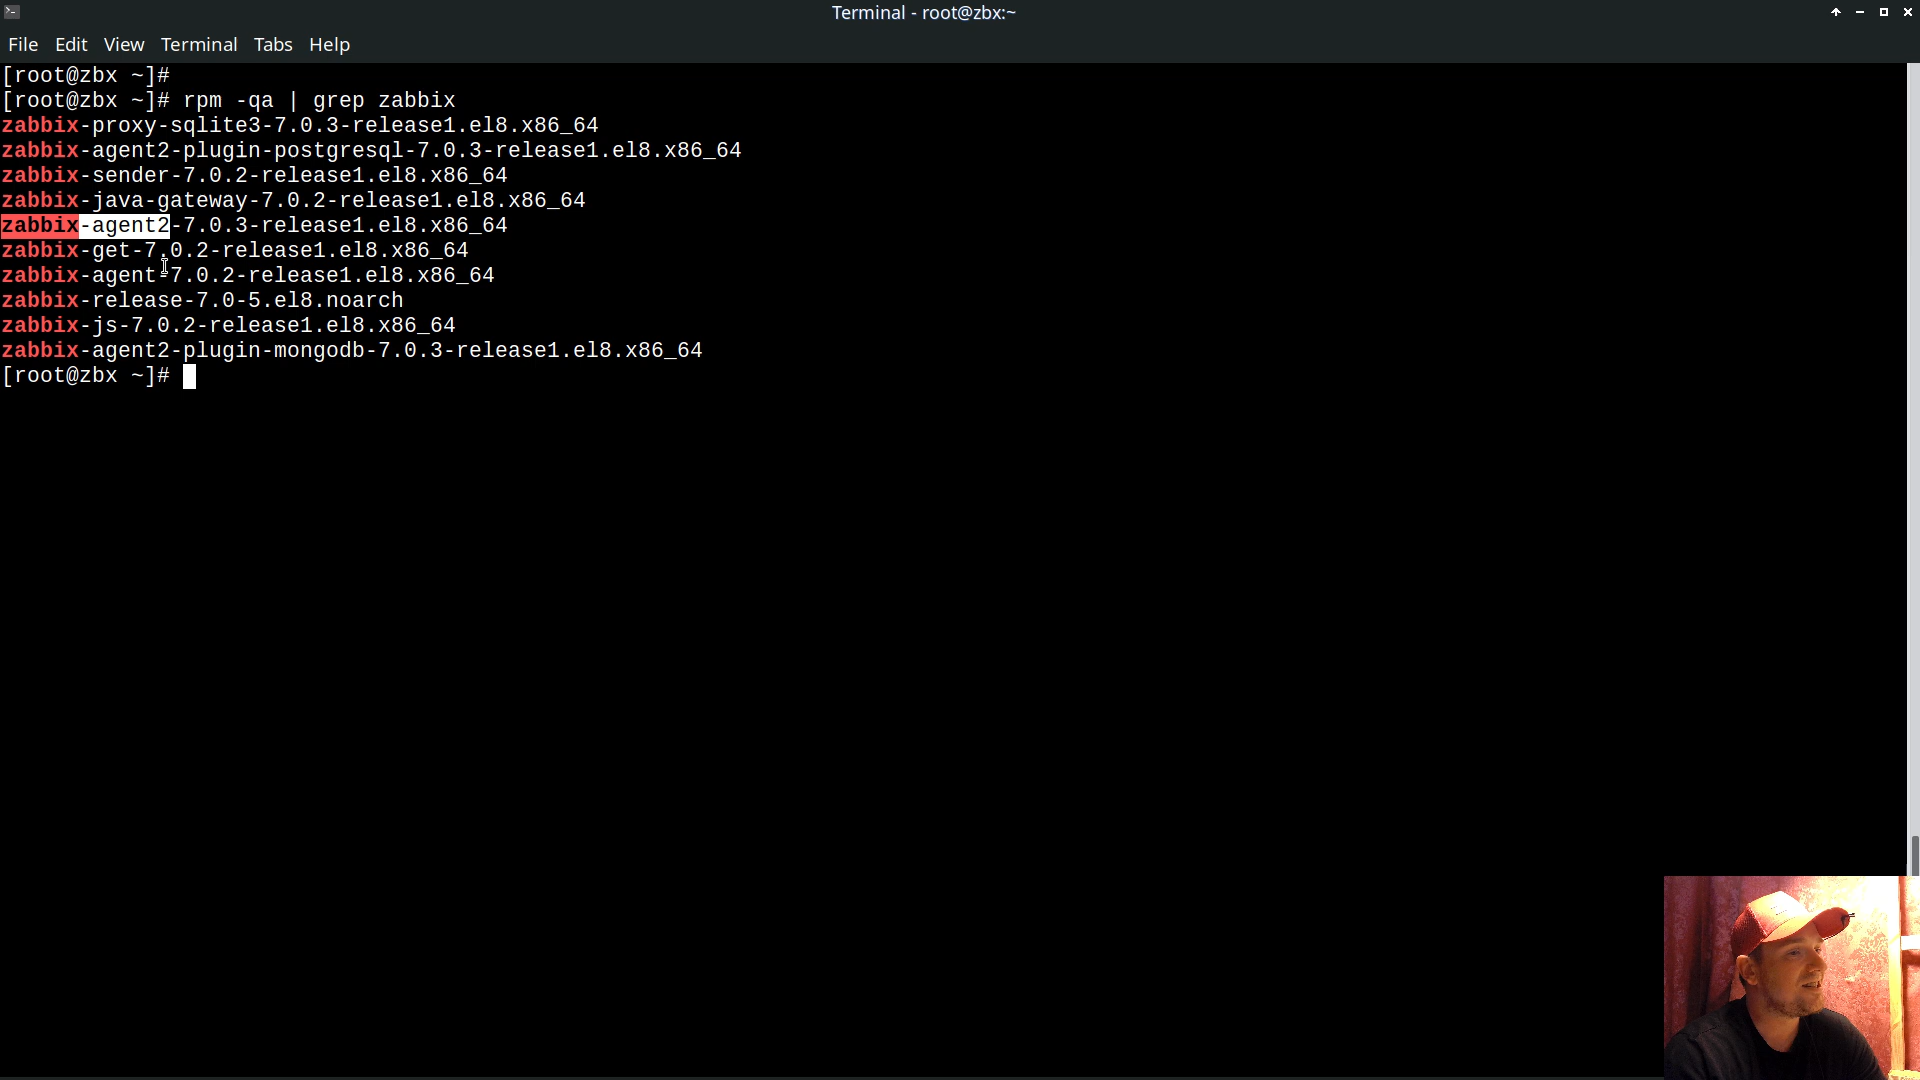 Terminal - root@zbx:~
File Edit View Terminal Tabs Help
[root@zbx ~]#
[root@zbx ~]# rpm -qa | grep zabbix
zabbix-proxy-sqlite3-7.0.3-release1.el8.x86_64
zabbix-agent2-plugin-postgresql-7.0.3-release1.el8.x86_64
zabbix-sender-7.0.2-release1.el8.x86_64
zabbix-java-gateway-7.0.2-release1.el8.x86_64
zabbix-agent2-7.0.3-release1.el8.x86_64
zabbix-get-7.0.2-release1.el8.x86_64
zabbix-agent-7.0.2-release1.el8.x86_64
zabbix-release-7.0-5.el8.noarch
zabbix-js-7.0.2-release1.el8.x86_64
zabbix-agent2-plugin-mongodb-7.0.3-release1.el8.x86_64
[root@zbx ~]#